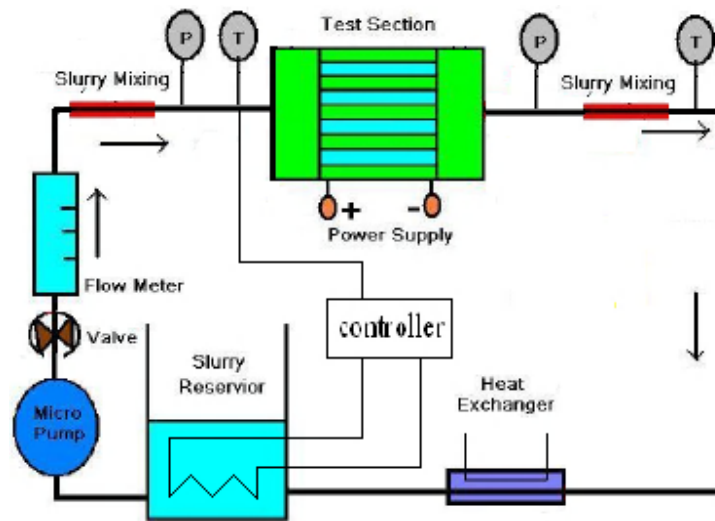 P
T
Test Section
P
T
Slurry Mixing
Slurry Mixing
+
-
Power Supply
Flow Meter
controller
Valve
Slurry
Reservior
Heat
Exchanger
Micro
Pump